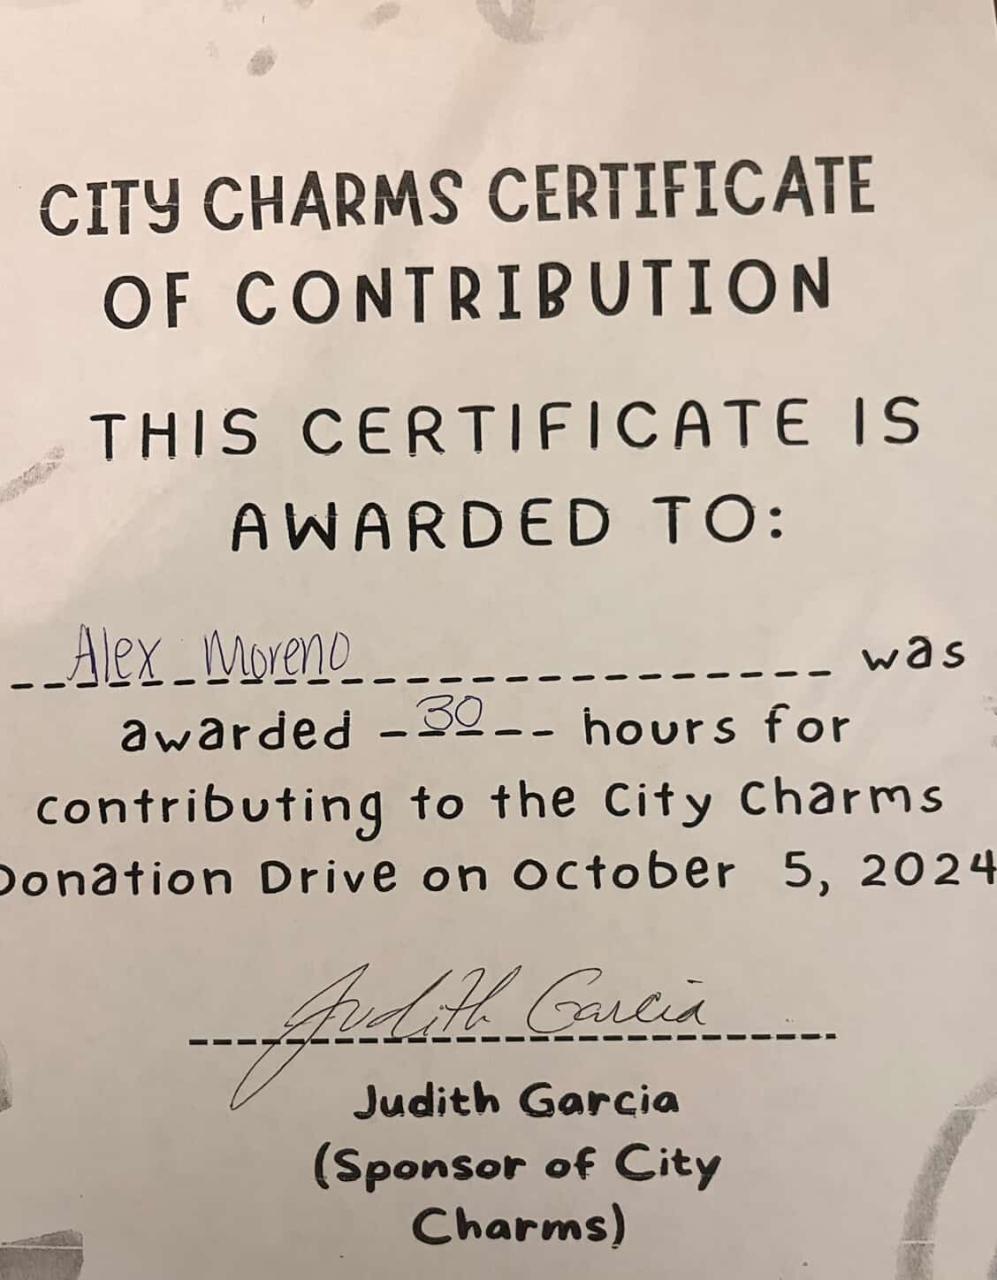 CITY CHARMS CERTIFICATE
OF CONTRIBUTION
THIS CERTIFICATE IS
AWARDED TO:
Alex Moreno was
awarded 30 hours for
contributing to the City Charms
Donation Drive on October 5, 2024
Judith Garcia
Judith Garcia
(Sponsor of City
Charms)